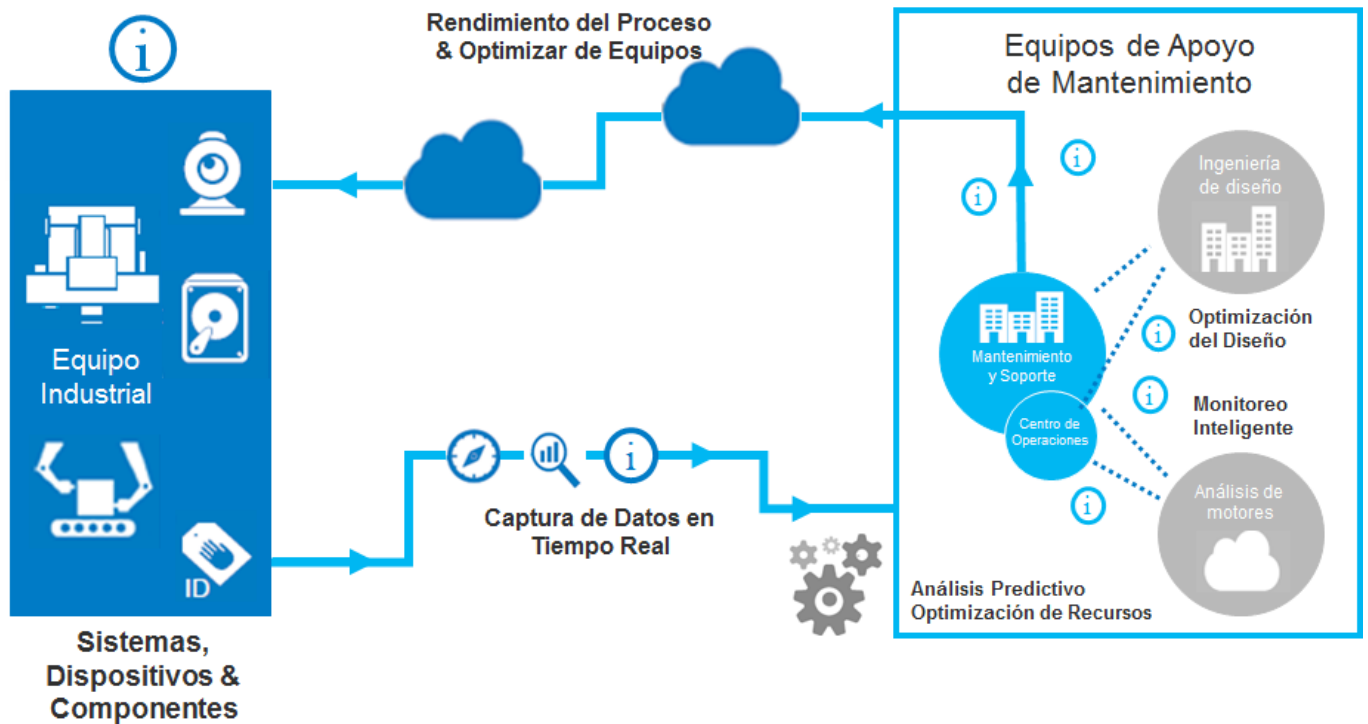 i
Rendimiento del Proceso
& Optimizar de Equipos
Equipos de Apoyo
de Mantenimiento
i
i
Ingeniería
de diseño
Equipo
Industrial
Mantenimiento
y Soporte
i
Optimización
del Diseño
i
Monitoreo
Inteligente
Centro de
Operaciones
i
Captura de Datos en
Tiempo Real
i
Análisis de
motores
ID
Análisis Predictivo
Optimización de Recursos
Sistemas,
Dispositivos &
Componentes